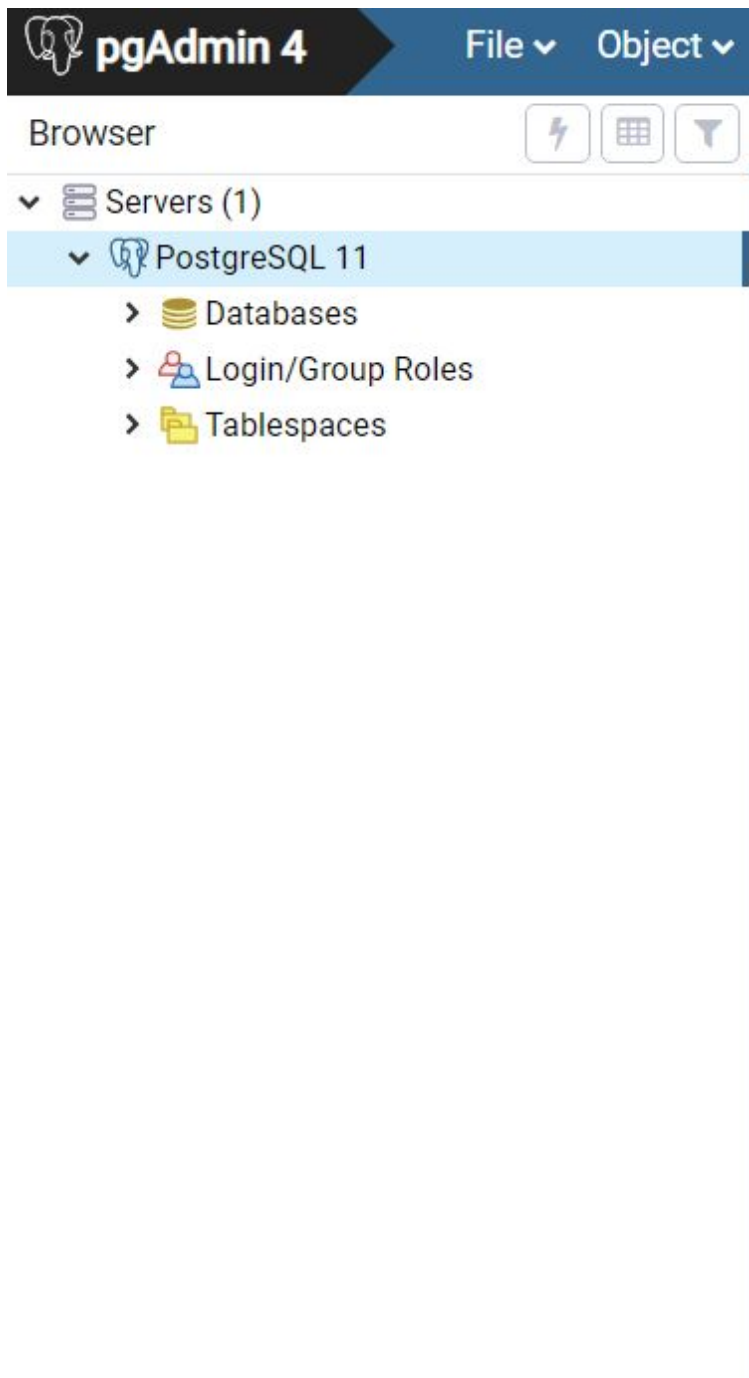 pgAdmin 4 File Object
Browser
Servers (1)
PostgreSQL 11
Databases
Login/Group Roles
Tablespaces